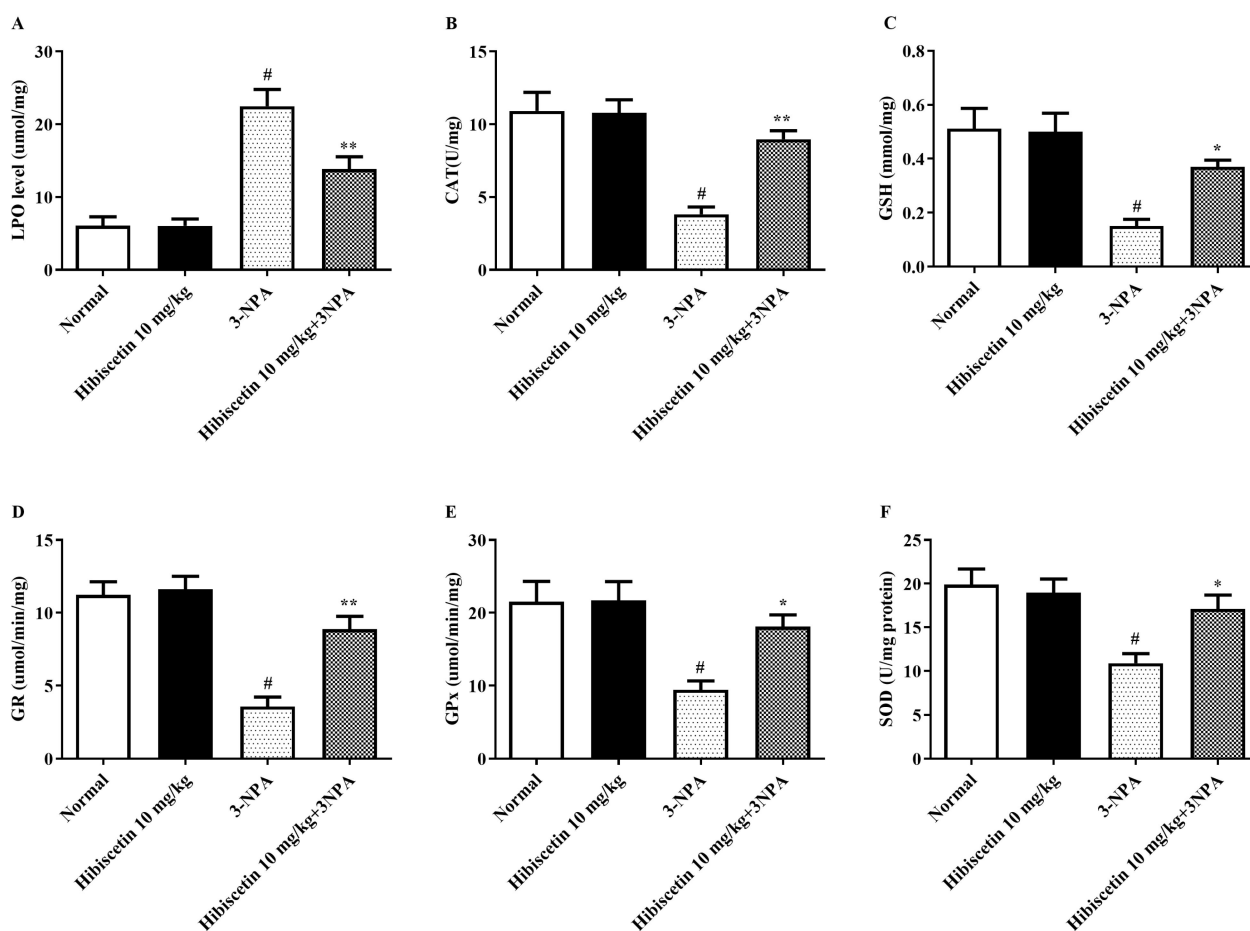 A
LPO level (umol/mg)
30
20
10
0
#
**
Normal
Hibiscetin 10 mg/kg
3-NPA
Hibiscetin 10 mg/kg+3NPA
B
CAT(U/mg)
15
10
5
0
#
**
Normal
Hibiscetin 10 mg/kg
3-NPA
Hibiscetin 10 mg/kg+3NPA
C
GSH (mmol/mg)
0.8
0.6
0.4
0.2
0.0
#
*
Normal
Hibiscetin 10 mg/kg
3-NPA
Hibiscetin 10 mg/kg+3NPA
D
GR (umol/min/mg)
15
10
5
0
#
**
Normal
Hibiscetin 10 mg/kg
3-NPA
Hibiscetin 10 mg/kg+3NPA
E
GPx (umol/min/mg)
30
20
10
0
#
*
Normal
Hibiscetin 10 mg/kg
3-NPA
Hibiscetin 10 mg/kg+3NPA
F
SOD (U/mg protein)
25
20
15
10
5
0
#
*
Normal
Hibiscetin 10 mg/kg
3-NPA
Hibiscetin 10 mg/kg+3NPA